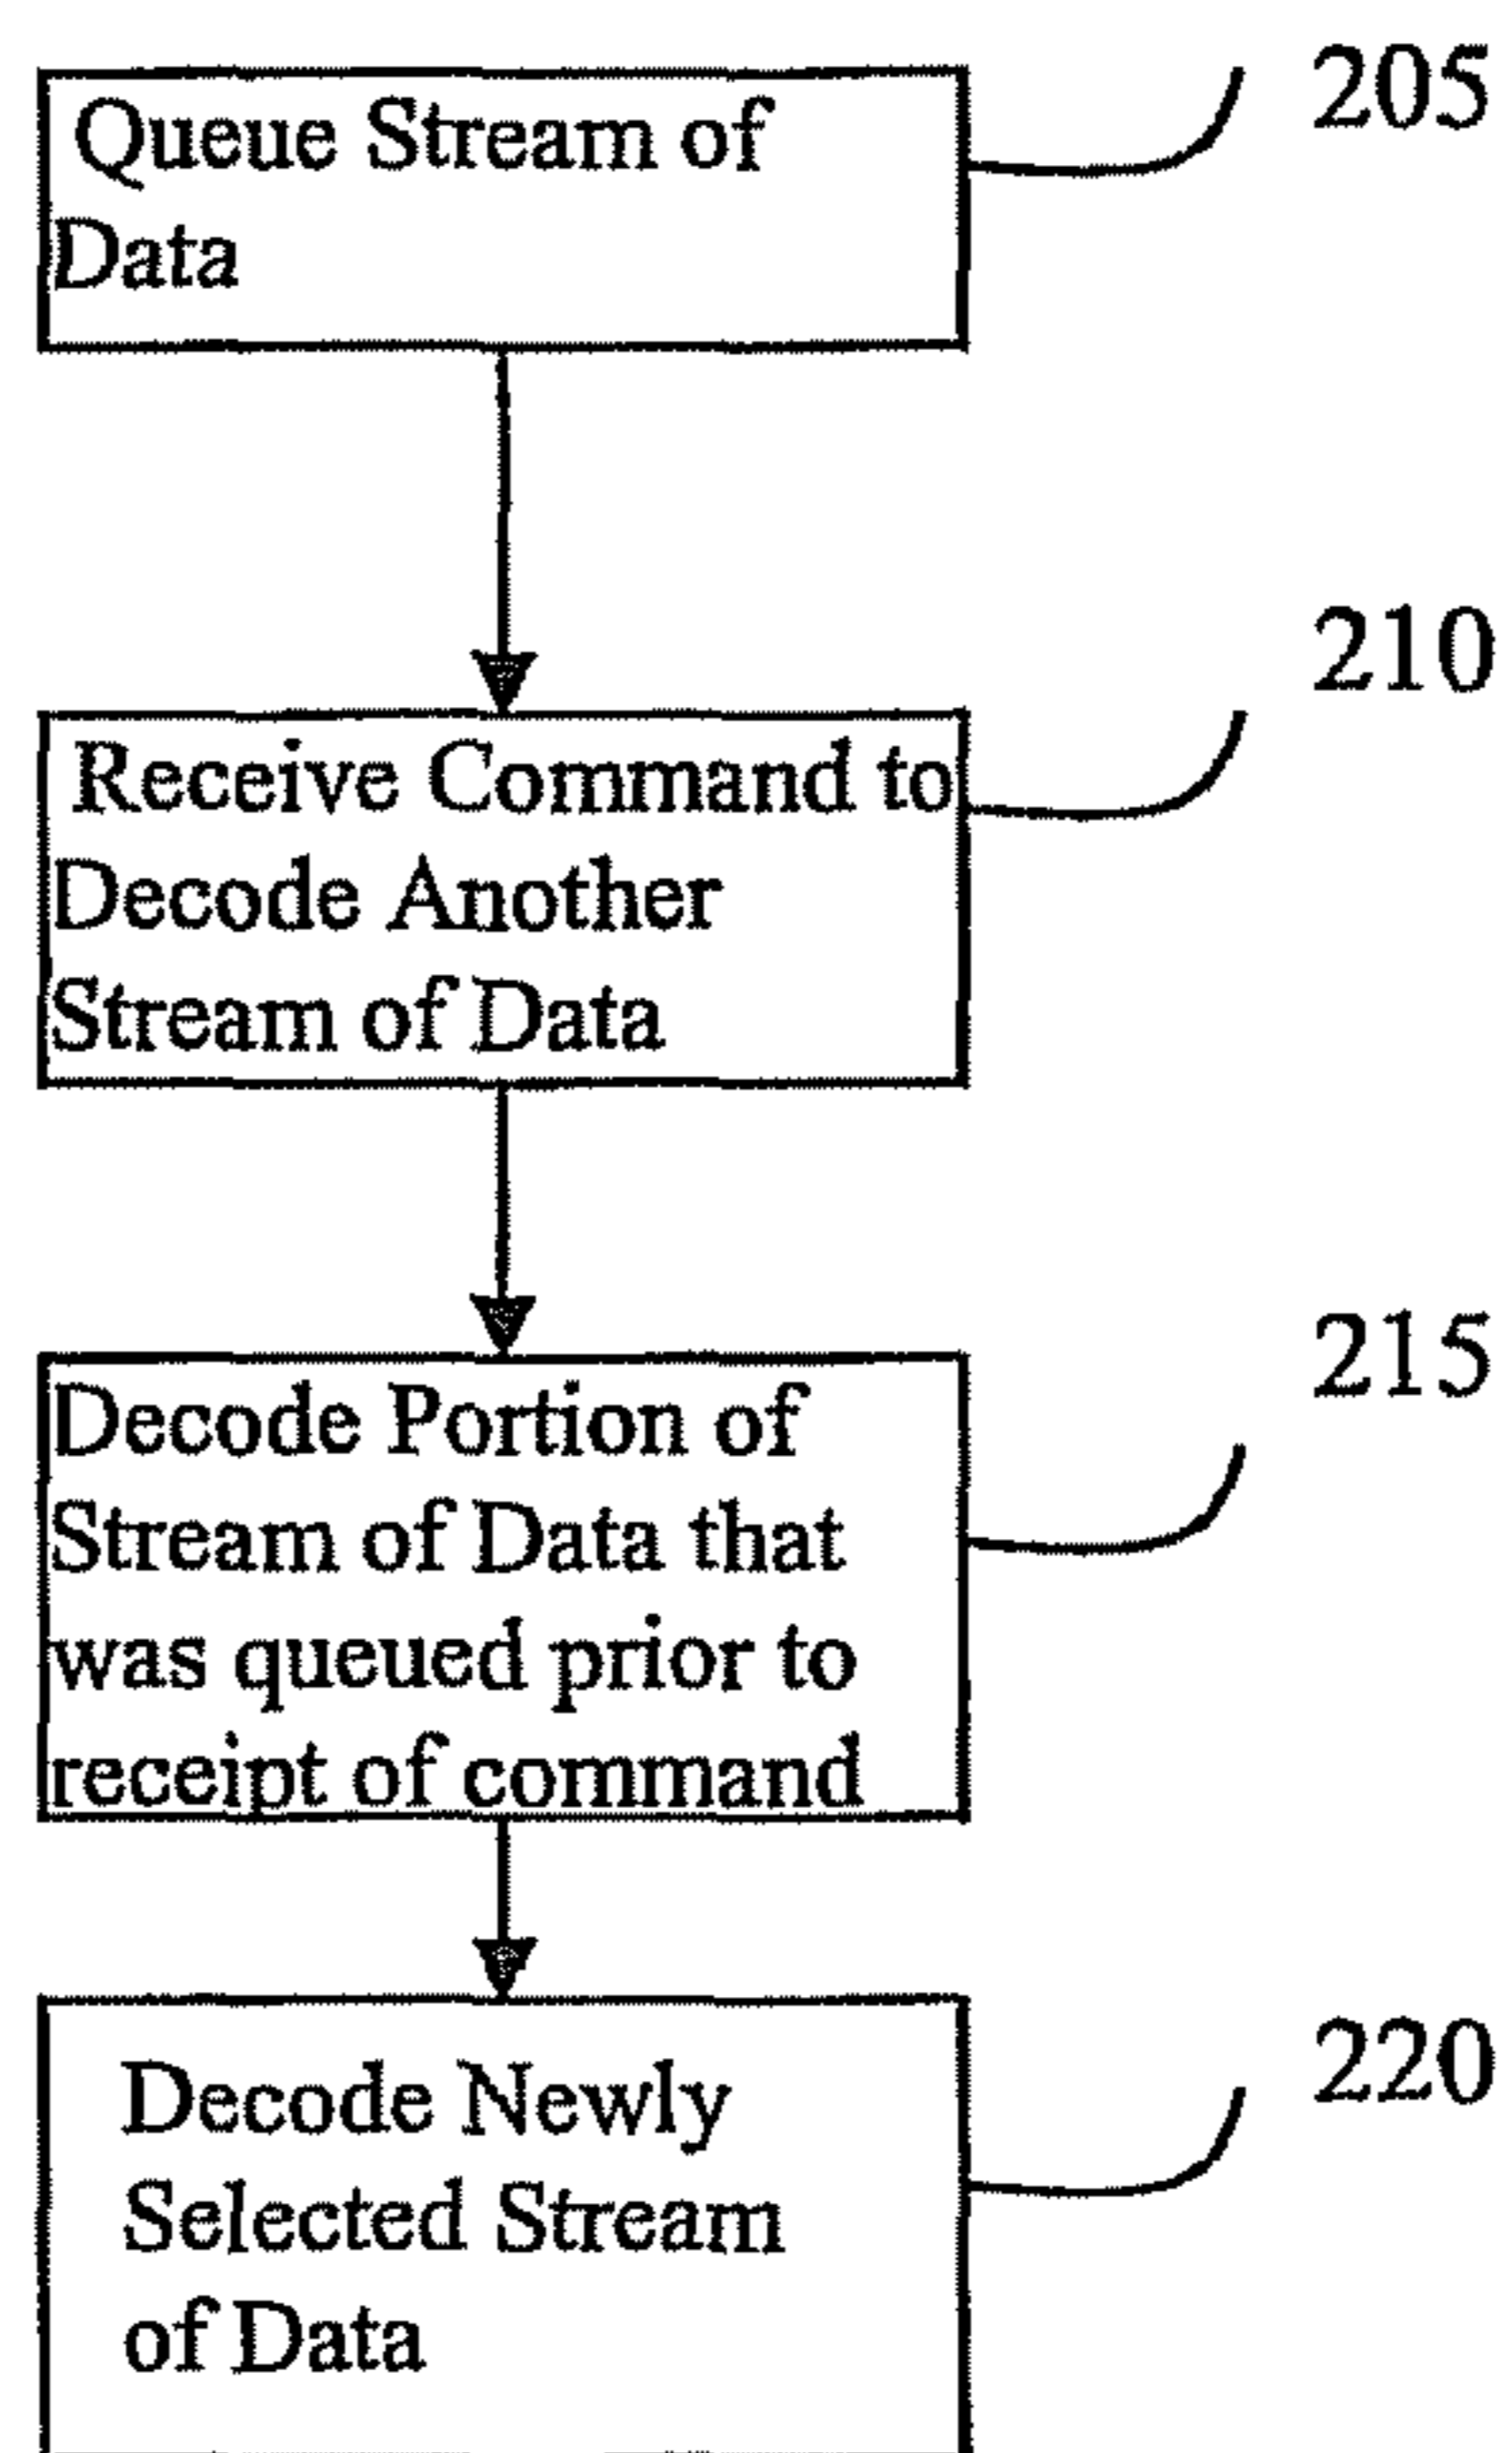 Queue Stream of
Data
205
Receive Command to
Decode Another
Stream of Data
210
Decode Portion of
Stream of Data that
was queued prior to
receipt of command
215
Decode Newly
Selected Stream
of Data
220